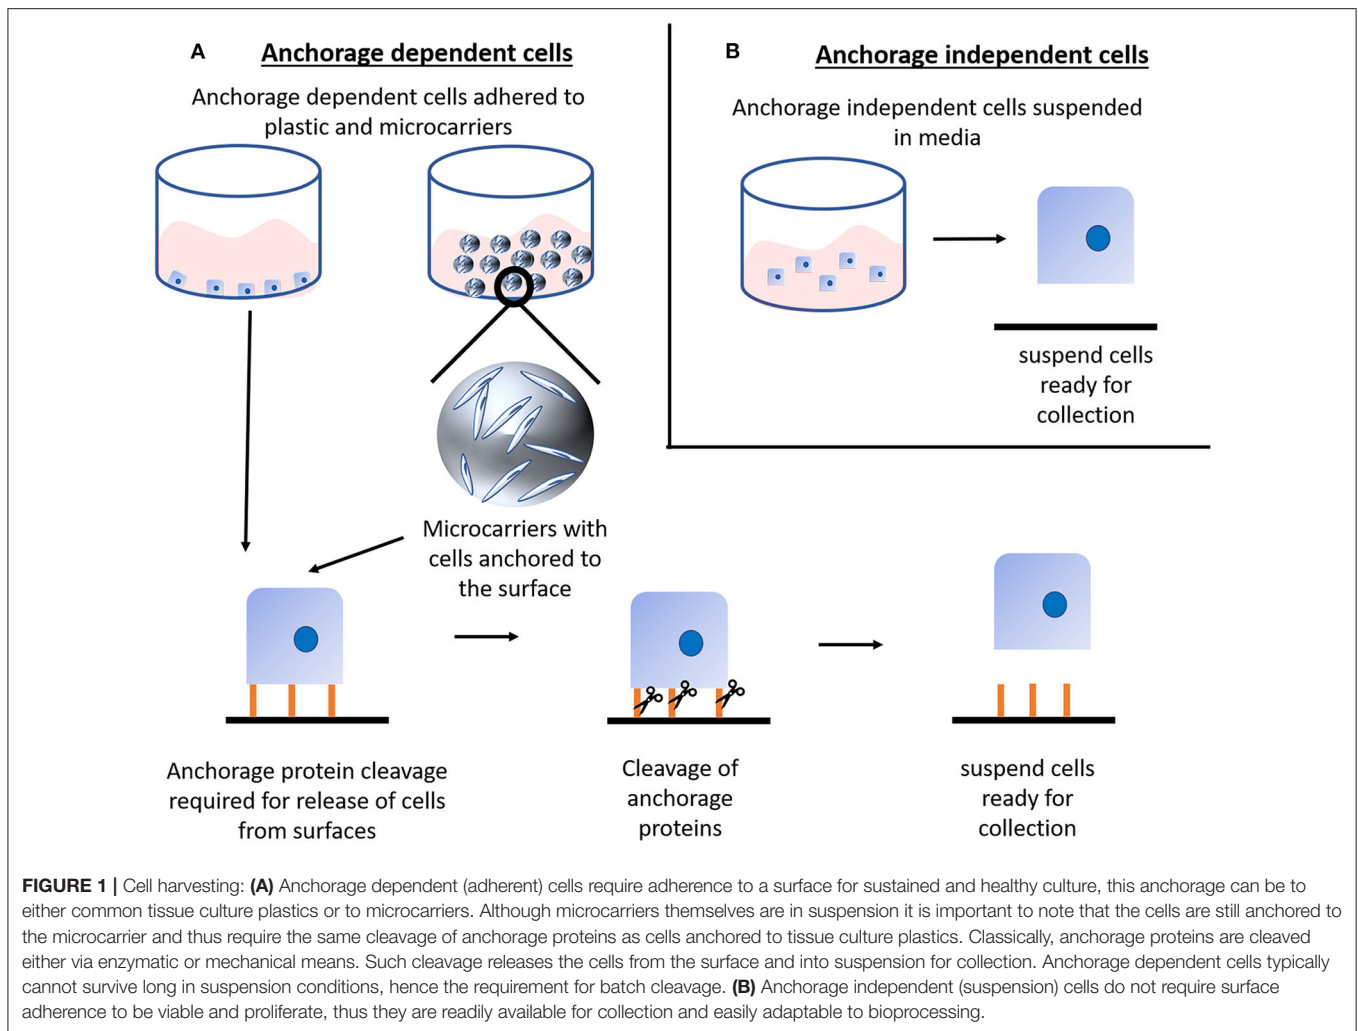 A
Anchorage dependent cells
Anchorage dependent cells adhered to
plastic and microcarriers
Microcarriers with
cells anchored to
the surface
Anchorage protein cleavage
required for release of cells
from surfaces
Cleavage of
anchorage
proteins
suspend cells
ready for
collection
B
Anchorage independent cells
Anchorage independent cells suspended
in media
suspend cells
ready for
collection
FIGURE 1 | Cell harvesting: (A) Anchorage dependent (adherent) cells require adherence to a surface for sustained and healthy culture, this anchorage can be to
either common tissue culture plastics or to microcarriers. Although microcarriers themselves are in suspension it is important to note that the cells are still anchored to
the microcarrier and thus require the same cleavage of anchorage proteins as cells anchored to tissue culture plastics. Classically, anchorage proteins are cleaved
either via enzymatic or mechanical means. Such cleavage releases the cells from the surface and into suspension for collection. Anchorage dependent cells typically
cannot survive long in suspension conditions, hence the requirement for batch cleavage. (B) Anchorage independent (suspension) cells do not require surface
adherence to be viable and proliferate, thus they are readily available for collection and easily adaptable to bioprocessing.